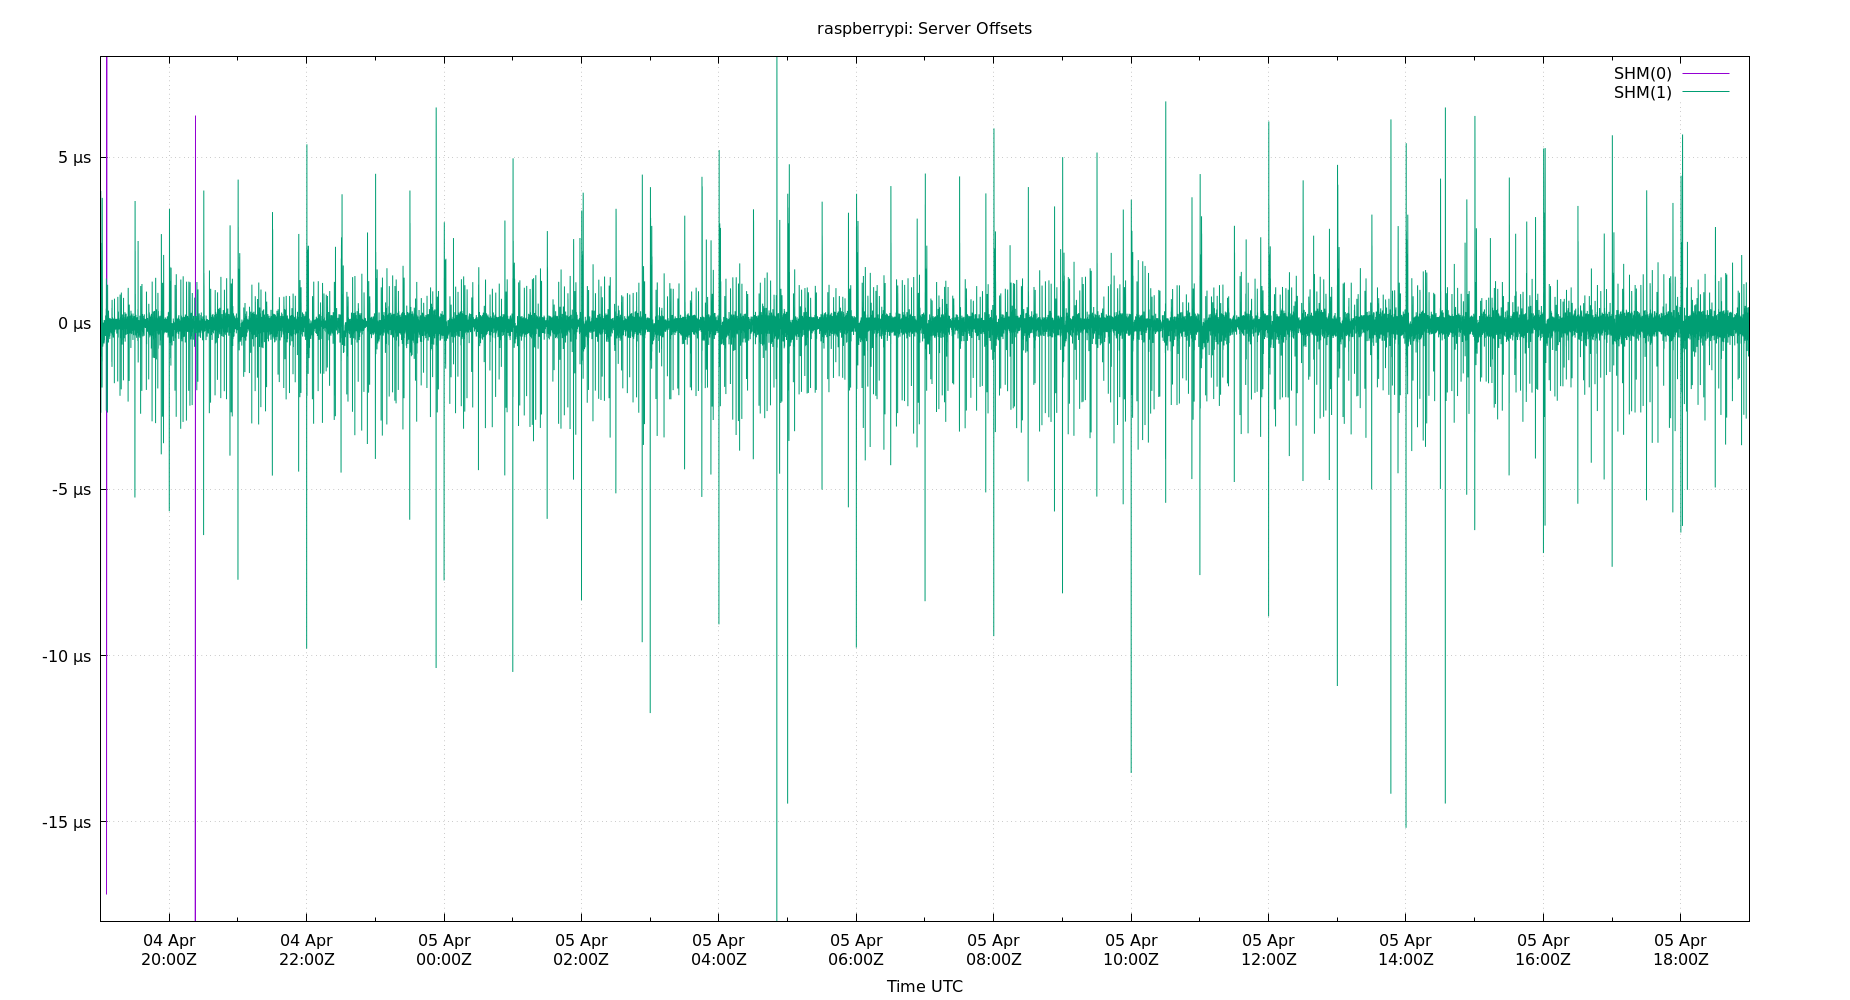 raspberrypi: Server Offsets
SHM(0)
SHM(1)
5 µs
0 µs
-5 µs
-10 µs
-15 µs
04 Apr 04 Apr 05 Apr 05 Apr 05 Apr 05 Apr 05 Apr 05 Apr 05 Apr 05 Apr 05 Apr 05 Apr
20:00Z 22:00Z 00:00Z 02:00Z 04:00Z 06:00Z 08:00Z 10:00Z 12:00Z 14:00Z 16:00Z 18:00Z
Time UTC